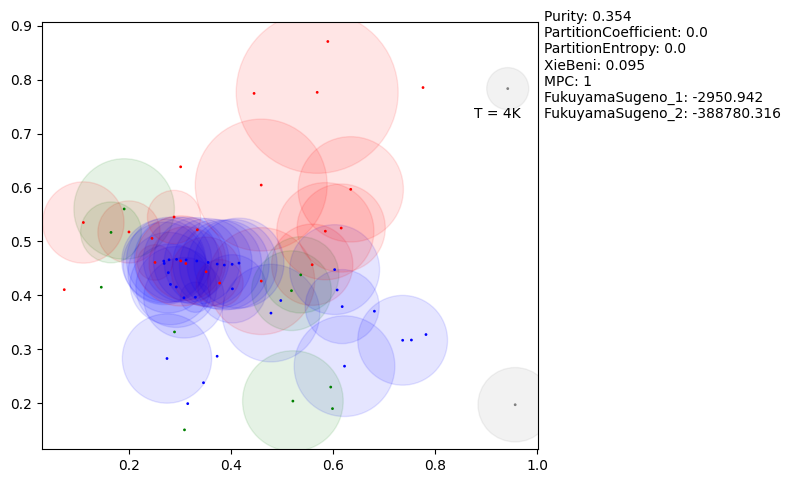 Purity: 0.354
PartitionCoefficient: 0.0
PartitionEntropy: 0.0
XieBeni: 0.095
MPC: 1
FukuyamaSugeno_1: -2950.942
FukuyamaSugeno_2: -388780.316
T = 4K
0.9
0.8
0.7
0.6
0.5
0.4
0.3
0.2
0.2
0.4
0.6
0.8
1.0